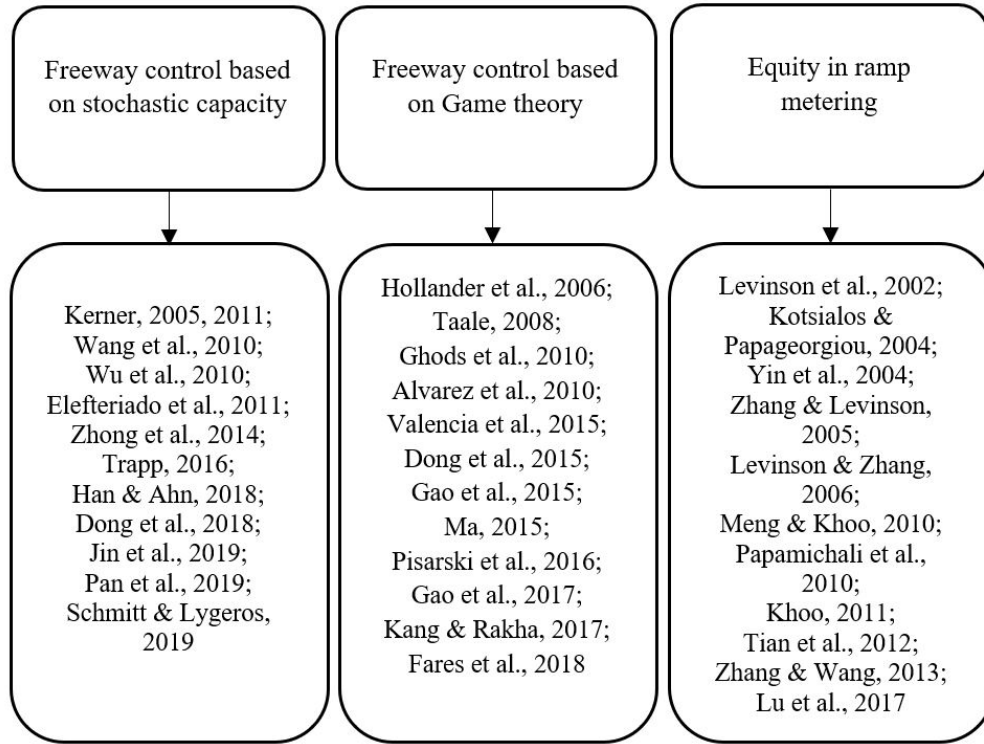 Freeway control based
on stochastic capacity
Freeway control based
on Game theory
Equity in ramp
metering
Kerner, 2005, 2011;
Wang et al., 2010;
Wu et al., 2010;
Elefteriado et al., 2011;
Zhong et al., 2014;
Trapp, 2016;
Han & Ahn, 2018;
Dong et al., 2018;
Jin et al., 2019;
Pan et al., 2019;
Schmitt & Lygeros,
2019
Hollander et al., 2006;
Taale, 2008;
Ghods et al., 2010;
Alvarez et al., 2010;
Valencia et al., 2015;
Dong et al., 2015;
Gao et al., 2015;
Ma, 2015;
Pisarski et al., 2016;
Gao et al., 2017;
Kang & Rakha, 2017;
Fares et al., 2018
Levinson et al., 2002;
Kotsialos &
Papageorgiou, 2004;
Yin et al., 2004;
Zhang & Levinson,
2005;
Levinson & Zhang,
2006;
Meng & Khoo, 2010;
Papamichali et al.,
2010;
Khoo, 2011;
Tian et al., 2012;
Zhang & Wang, 2013;
Lu et al., 2017